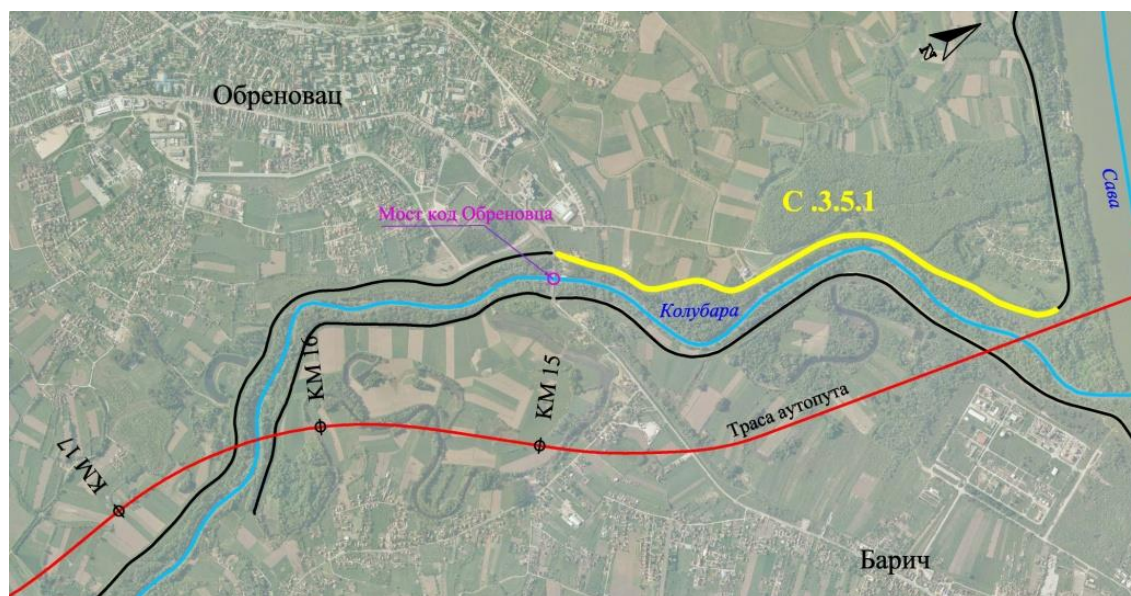 N
Обреновац
Сава
С .3.5.1
Мост код Обреновца
Колубара
КМ 16
КМ 15
Траса аутопута
КМ 17
Барич